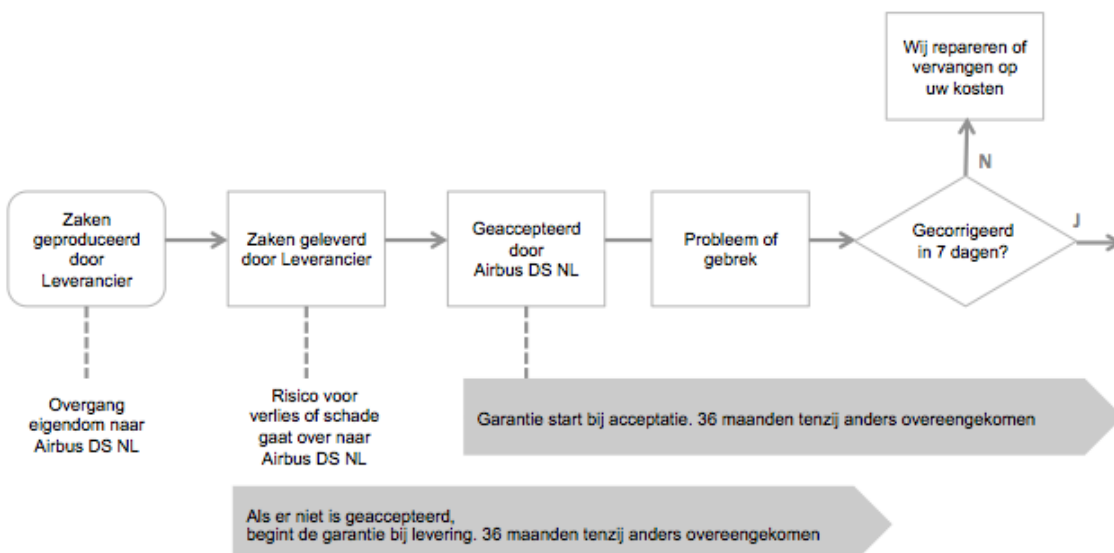 Wij repareren of
vervangen op
uw kosten
N
Zaken
geproduceerd
door
Leverancier
Zaken geleverd
door Leverancier
Geaccepteerd
door
Airbus DS NL
Probleem of
gebrek
Gecorrigeerd
in 7 dagen?
J
Overgang
eigendom naar
Airbus DS NL
Risico voor
verlies of schade
gaat over naar
Airbus DS NL
Garantie start bij acceptatie. 36 maanden tenzij anders overeengekomen
Als er niet is geaccepteerd,
begint de garantie bij levering. 36 maanden tenzij anders overeengekomen